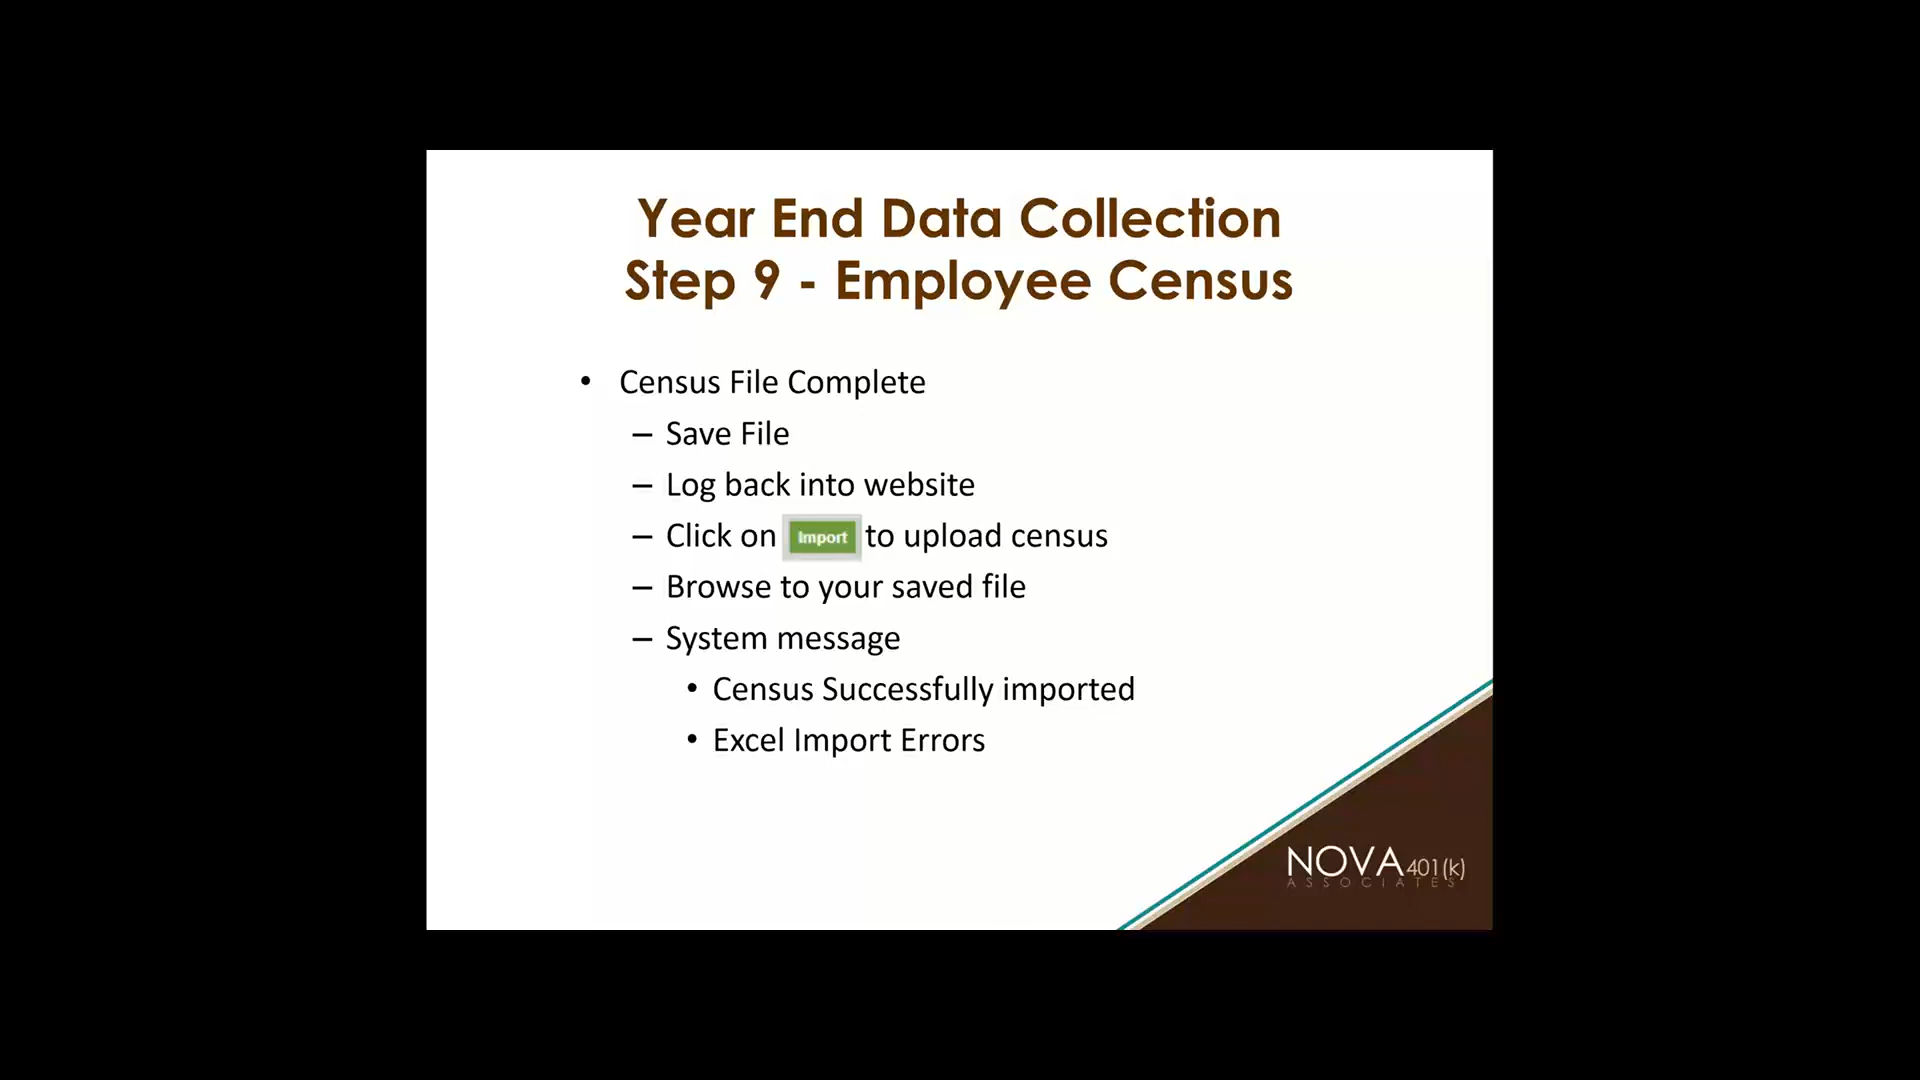 Year End Data Collection
Step 9 - Employee Census
• Census File Complete
– Save File
– Log back into website
– Click on Import to upload census
– Browse to your saved file
– System message
• Census Successfully imported
• Excel Import Errors
NOVA 401(k)
ASSOCIATES